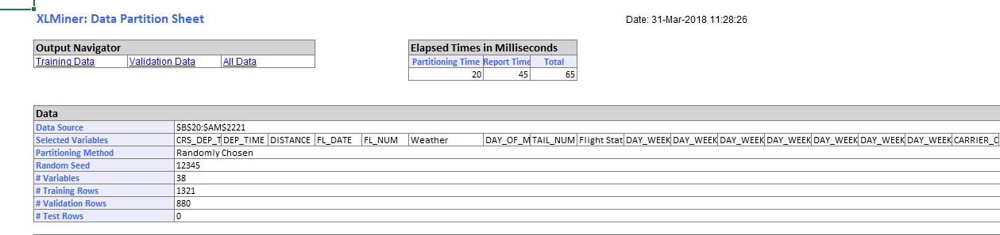 XLMiner: Data Partition Sheet Date: 31-Mar-2018 11:28:26
Output Navigator Elapsed Times in Milliseconds
Training Data Validation Data All Data Partitioning Time Report Time Total
20 45 65
Data
Data Source $B$20:$AM$2221
Selected Variables CRS_DEP_T DEP_TIME DISTANCE FL_DATE FL_NUM Weather DAY_OF_M TAIL_NUM Flight Stat DAY_WEEK DAY_WEEK DAY_WEEK DAY_WEEK DAY_WEEK DAY_WEEK DAY_WEEK CARRIER_C
Partitioning Method Randomly Chosen
Random Seed 12345
# Variables 38
# Training Rows 1321
# Validation Rows 880
# Test Rows 0